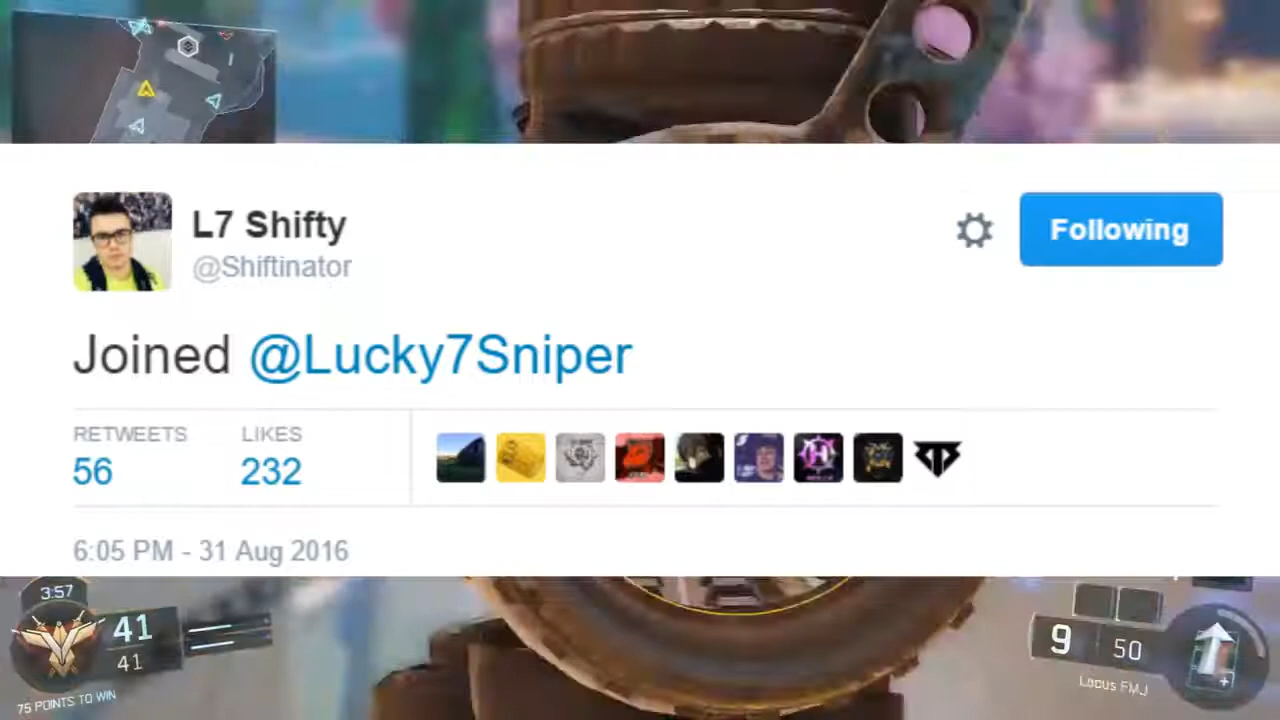 L7 Shifty
@Shiftinator
Following
Joined @Lucky7Sniper
RETWEETS LIKES
56 232
6:05 PM - 31 Aug 2016
3:57
41
41
75 POINTS TO WIN
9 50
Locus FMJ